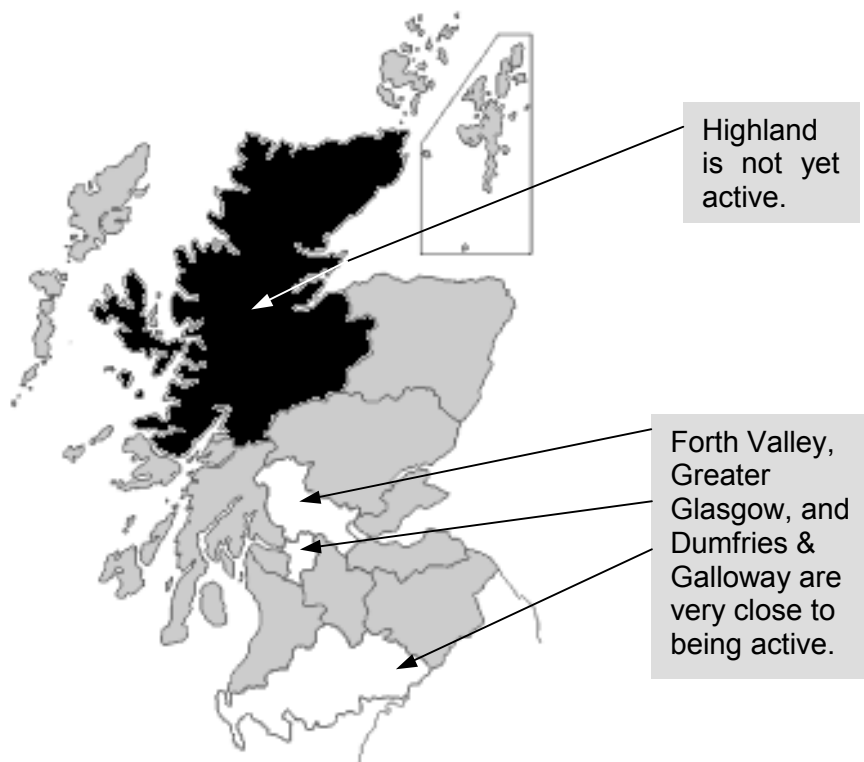 Highland
is not yet
active.
Forth Valley,
Greater
Glasgow, and
Dumfries &
Galloway are
very close to
being active.